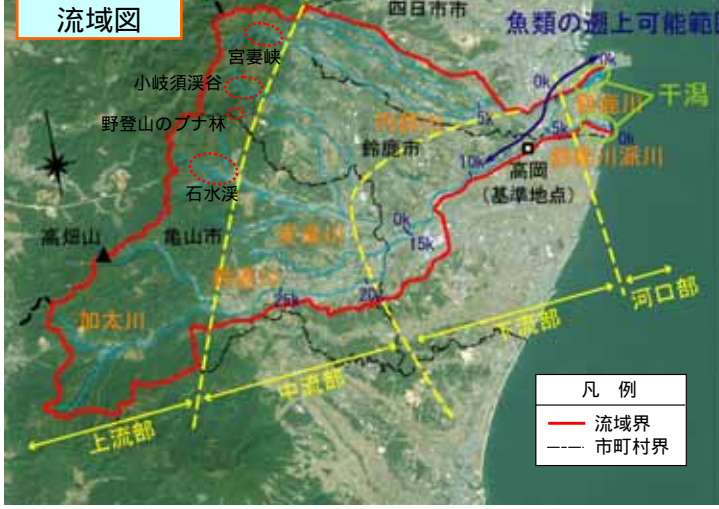 流域図
四日市市
魚類の遡上可能範
宮妻峡
小岐須渓谷
野登山のブナ林
石水渓
鈴鹿市
内部川
0k
0k
5k
鈴鹿川
干潟
5k
0k
鈴鹿川派川
10k
高岡
(基準地点)
0k
15k
高畑山
亀山市
安楽川
鈴鹿川
加太川
25k
20k
河口部
下流部
中流部
上流部
凡 例
流域界
市町村界